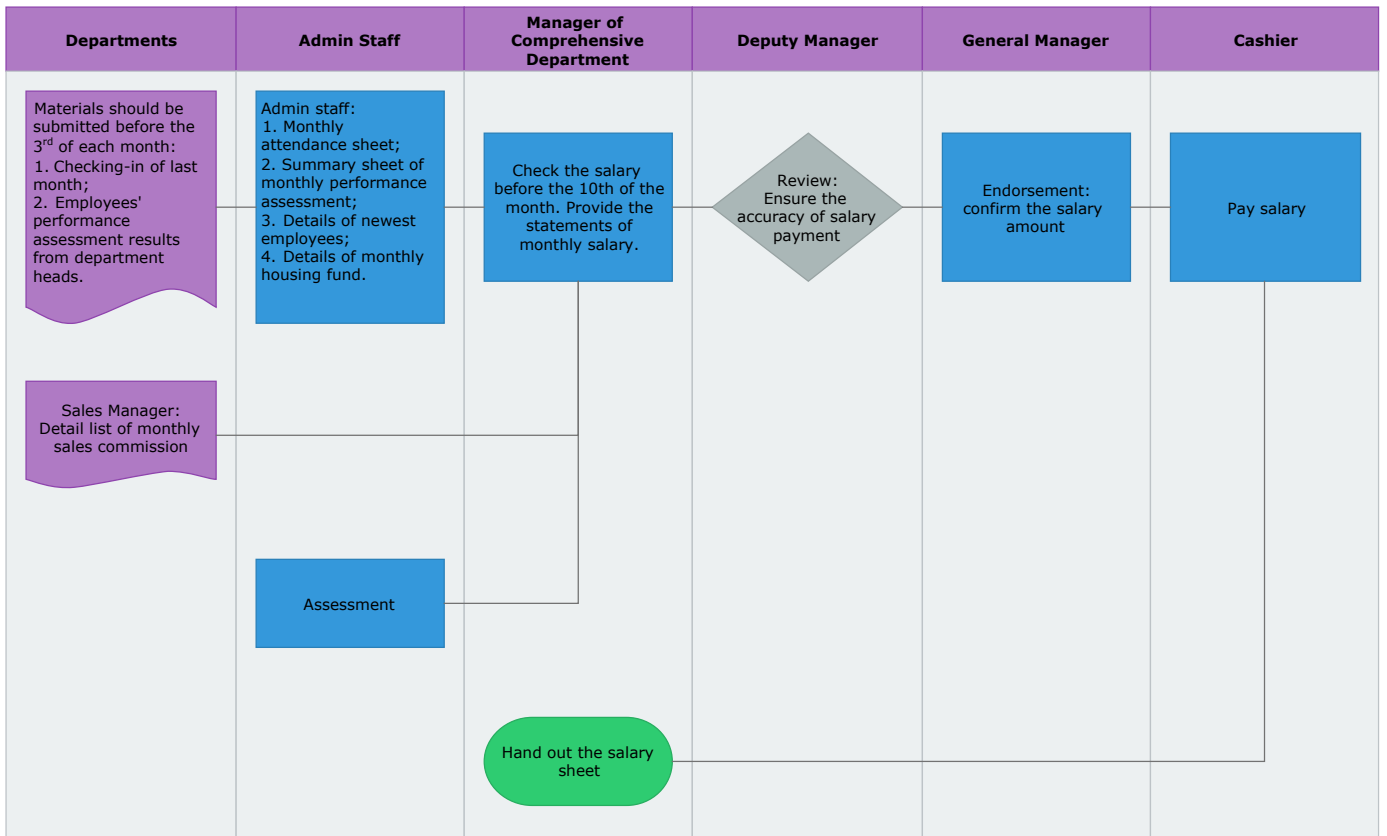 Departments
Admin Staff
Manager of
Comprehensive
Department
Deputy Manager
General Manager
Cashier
Materials should be
submitted before the
3rd of each month:
1. Checking-in of last
month;
2. Employees'
performance
assessment results
from department
heads.
Admin staff:
1. Monthly
attendance sheet;
2. Summary sheet of
monthly performance
assessment;
3. Details of newest
employees;
4. Details of monthly
housing fund.
Check the salary
before the 10th of the
month. Provide the
statements of
monthly salary.
Review:
Ensure the
accuracy of salary
payment
Endorsement:
confirm the salary
amount
Pay salary
Sales Manager:
Detail list of monthly
sales commission
Assessment
Hand out the salary
sheet